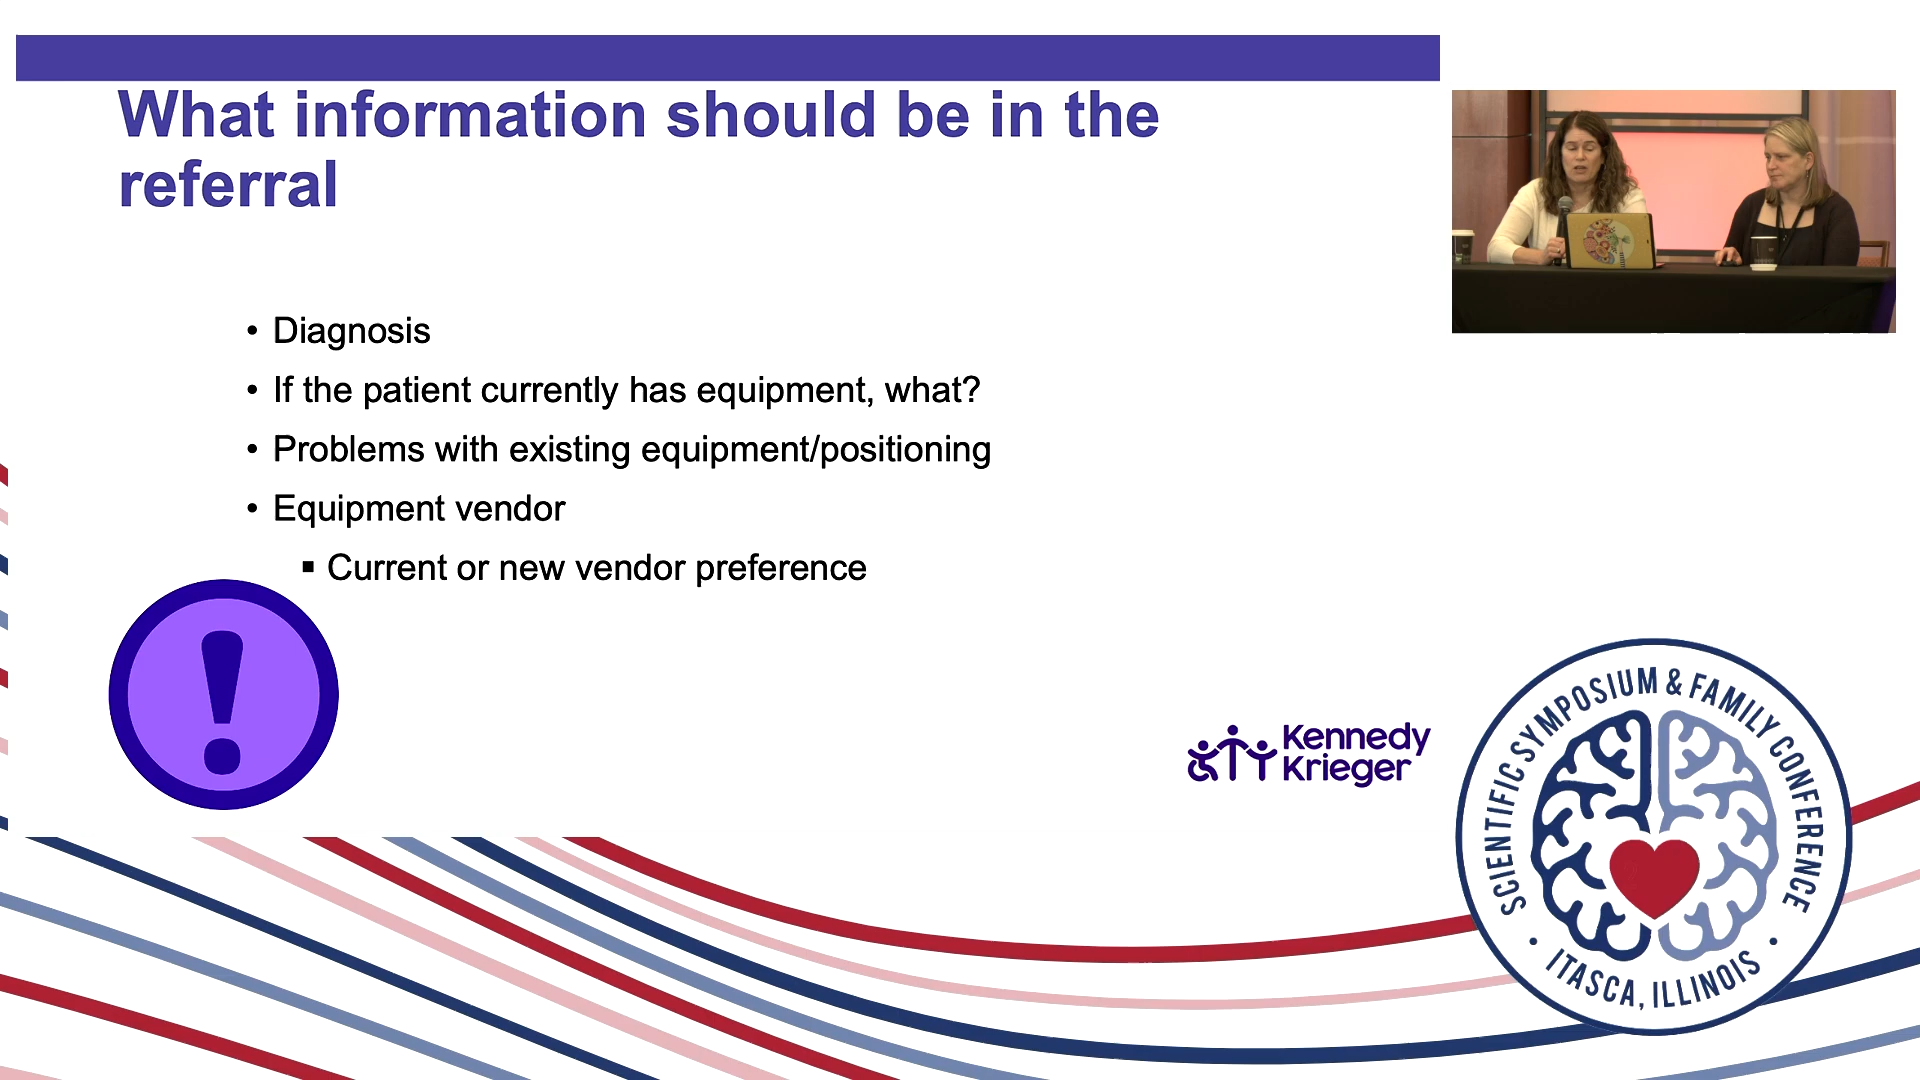 What information should be in the
referral
• Diagnosis
• If the patient currently has equipment, what?
• Problems with existing equipment/positioning
• Equipment vendor
▪ Current or new vendor preference
Kennedy
Krieger
SCIENTIFIC SYMPOSIUM & FAMILY CONFERENCE
• ITASCA, ILLINOIS •